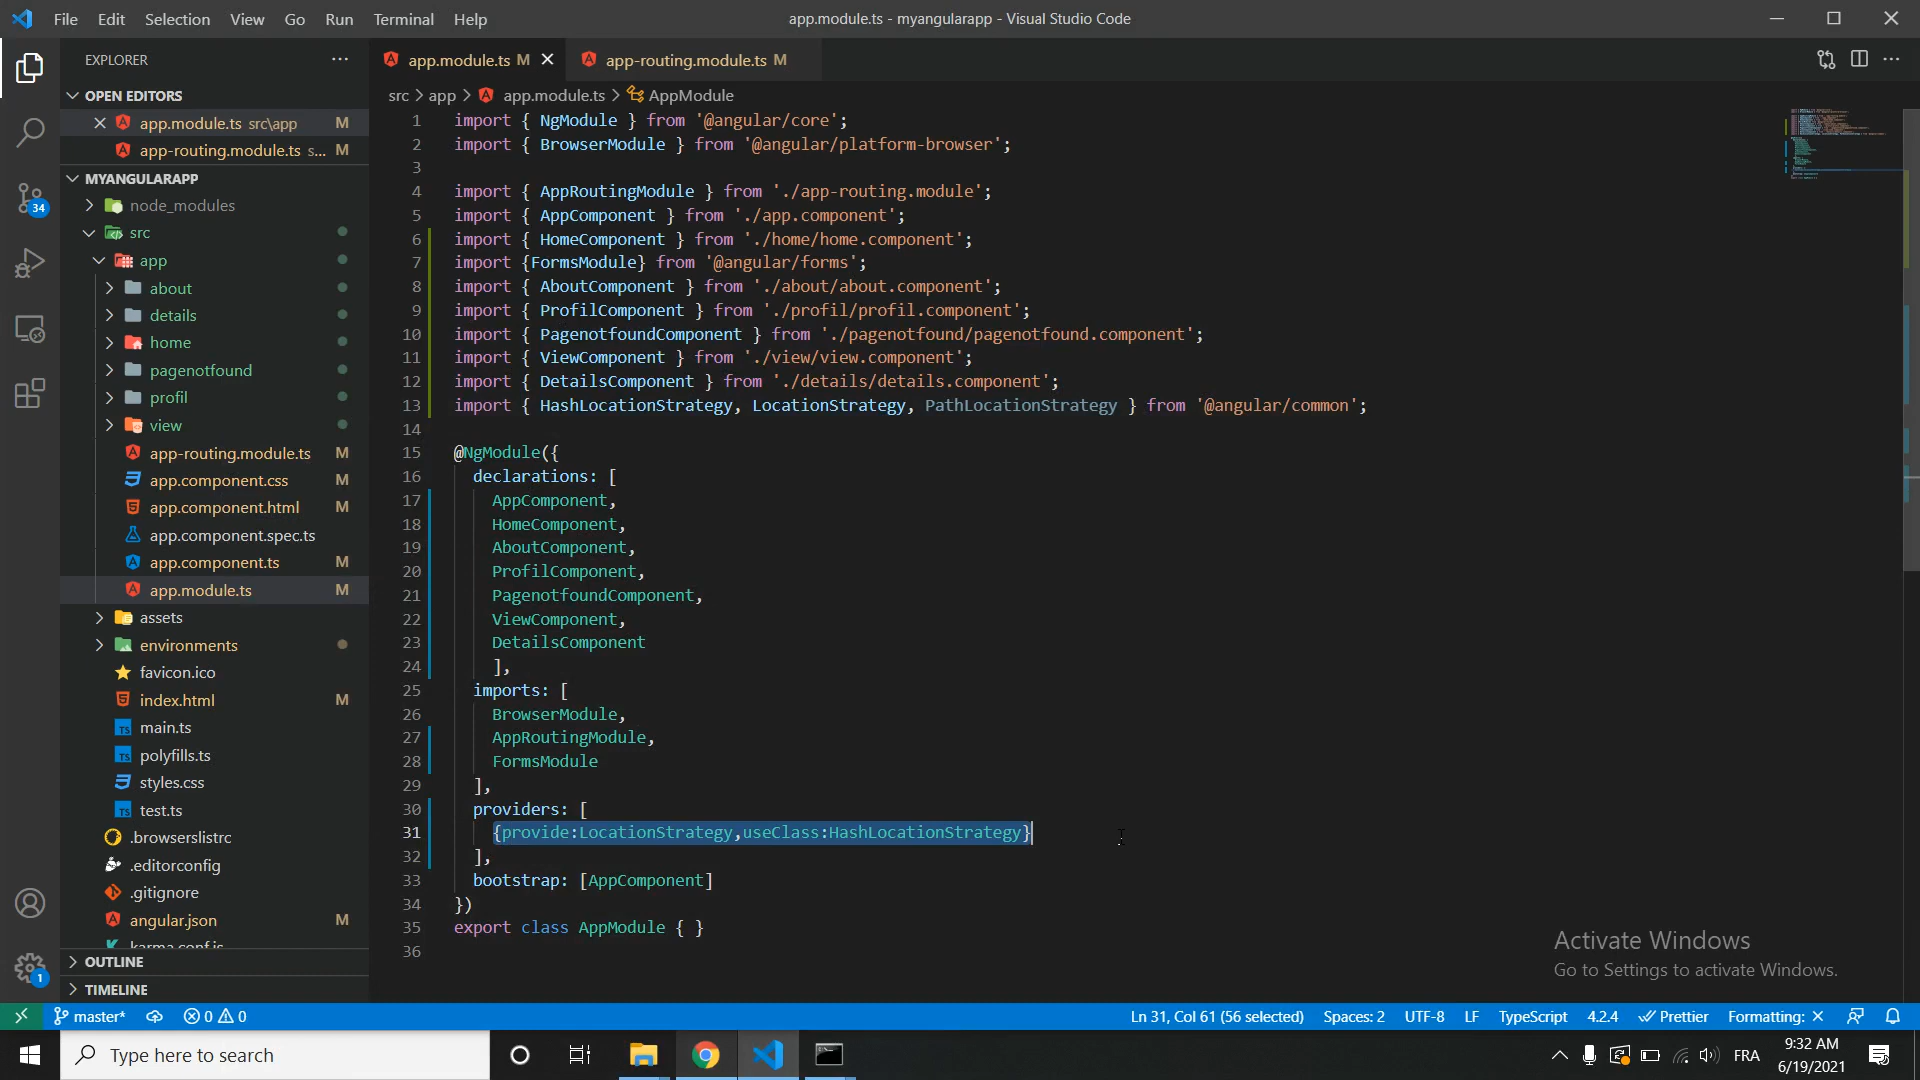 File Edit Selection View Go Run Terminal Help
app.module.ts - myangularapp - Visual Studio Code
EXPLORER
app.module.ts M
app-routing.module.ts M
OPEN EDITORS
app.module.ts src\app M
app-routing.module.ts s... M
src > app > app.module.ts > AppModule
MYANGULARAPP
node_modules
src
app
about
details
home
pagenotfound
profil
view
app-routing.module.ts M
app.component.css M
app.component.html M
app.component.spec.ts
app.component.ts M
app.module.ts M
assets
environments
favicon.ico
index.html M
main.ts
polyfills.ts
styles.css
test.ts
.browserslistrc
.editorconfig
.gitignore
angular.json M
karma.conf.js
OUTLINE
TIMELINE
34
1
1 import { NgModule } from '@angular/core';
2 import { BrowserModule } from '@angular/platform-browser';
3
4 import { AppRoutingModule } from './app-routing.module';
5 import { AppComponent } from './app.component';
6 import { HomeComponent } from './home/home.component';
7 import {FormsModule} from '@angular/forms';
8 import { AboutComponent } from './about/about.component';
9 import { ProfilComponent } from './profil/profil.component';
10 import { PagenotfoundComponent } from './pagenotfound/pagenotfound.component';
11 import { ViewComponent } from './view/view.component';
12 import { DetailsComponent } from './details/details.component';
13 import { HashLocationStrategy, LocationStrategy, PathLocationStrategy } from '@angular/common';
14
15 @NgModule({
16 declarations: [
17 AppComponent,
18 HomeComponent,
19 AboutComponent,
20 ProfilComponent,
21 PagenotfoundComponent,
22 ViewComponent,
23 DetailsComponent
24 ],
25 imports: [
26 BrowserModule,
27 AppRoutingModule,
28 FormsModule
29 ],
30 providers: [
31 {provide:LocationStrategy,useClass:HashLocationStrategy}
32 ],
33 bootstrap: [AppComponent]
34 })
35 export class AppModule { }
36
Activate Windows
Go to Settings to activate Windows.
master* 0 0 Ln 31, Col 61 (56 selected) Spaces: 2 UTF-8 LF TypeScript 4.2.4 Prettier Formatting: ✕
Type here to search
FRA
9:32 AM
6/19/2021